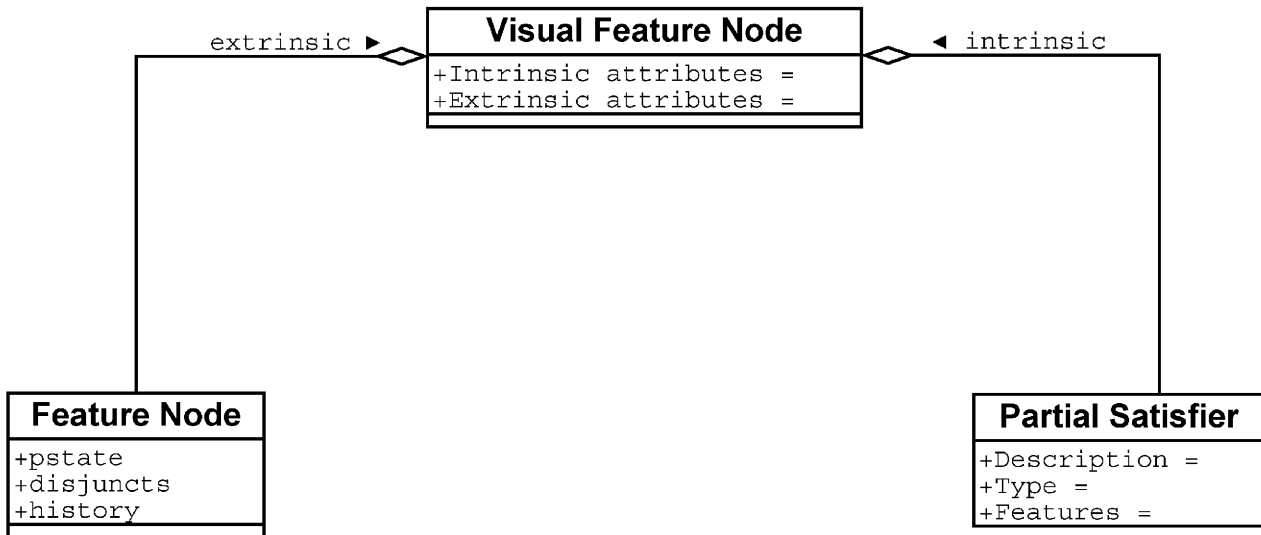 Visual Feature Node
extrinsic ►
◄ intrinsic
+Intrinsic attributes =
+Extrinsic attributes =
Feature Node
+pstate
+disjuncts
+history
Partial Satisfier
+Description =
+Type =
+Features =